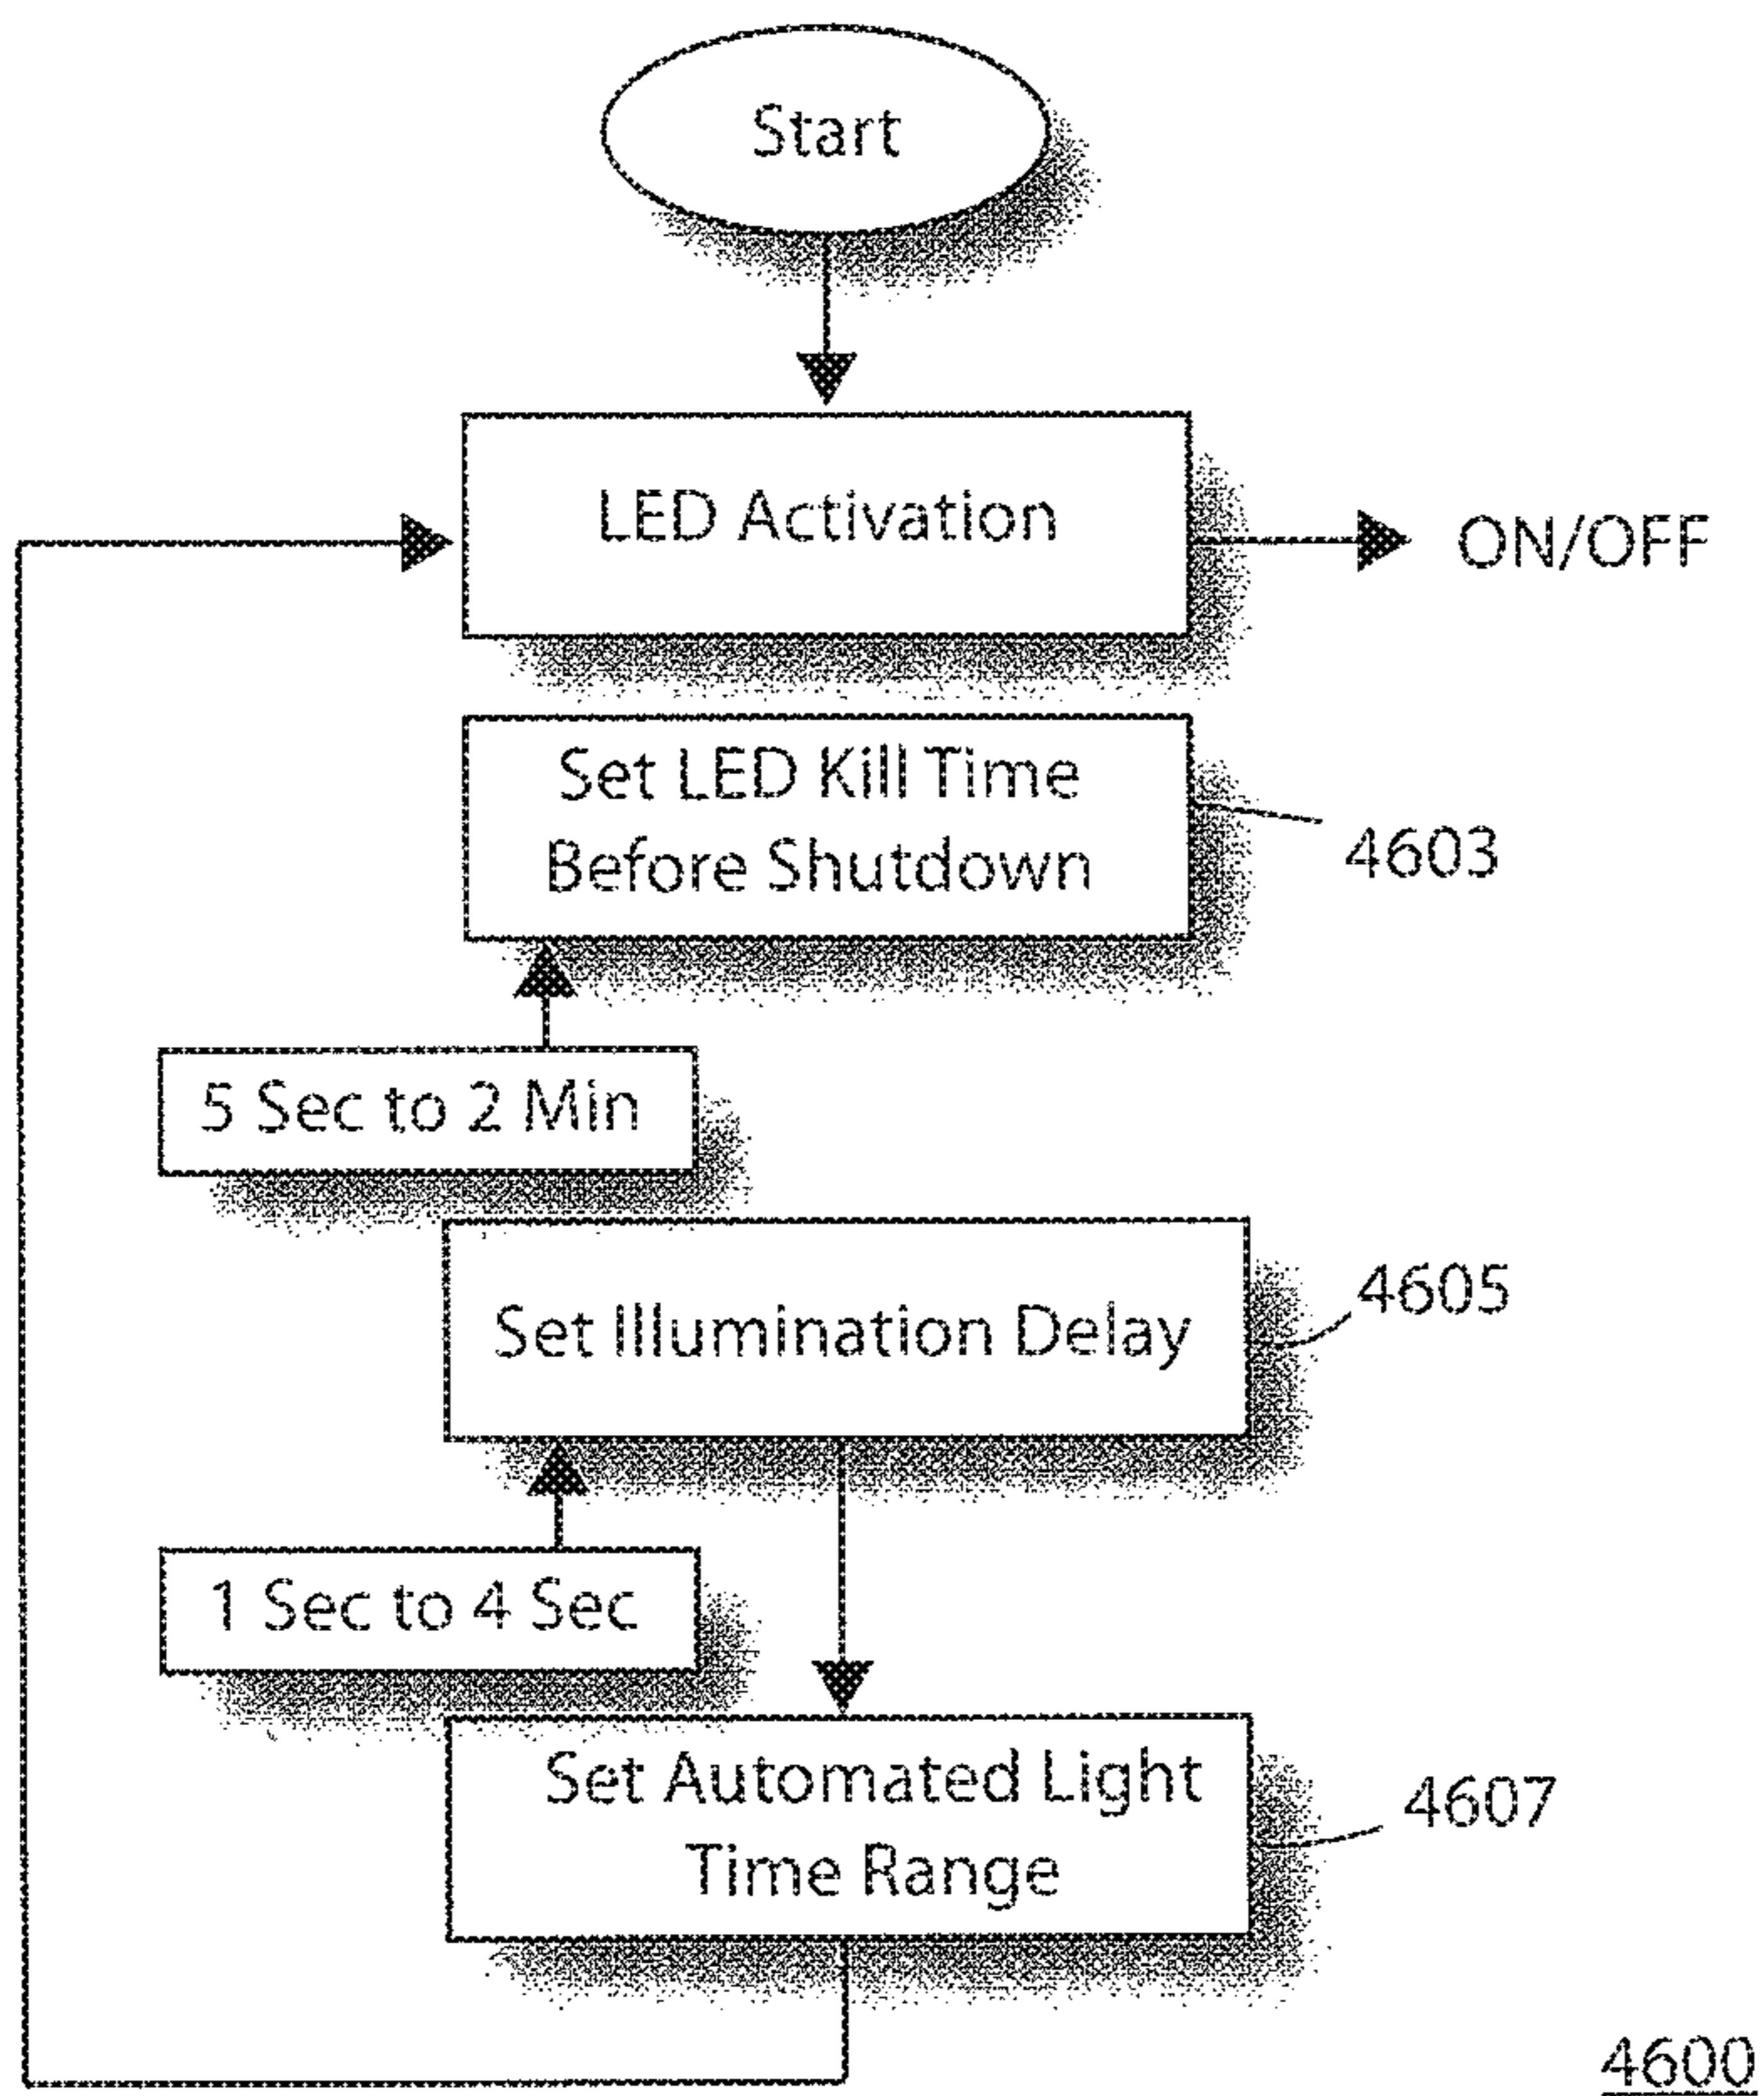 Start
LED Activation
ON/OFF
Set LED Kill Time
Before Shutdown
4603
5 Sec to 2 Min
4605
Set Illumination Delay
1 Sec to 4 Sec
Set Automated Light
Time Range
4607
4600